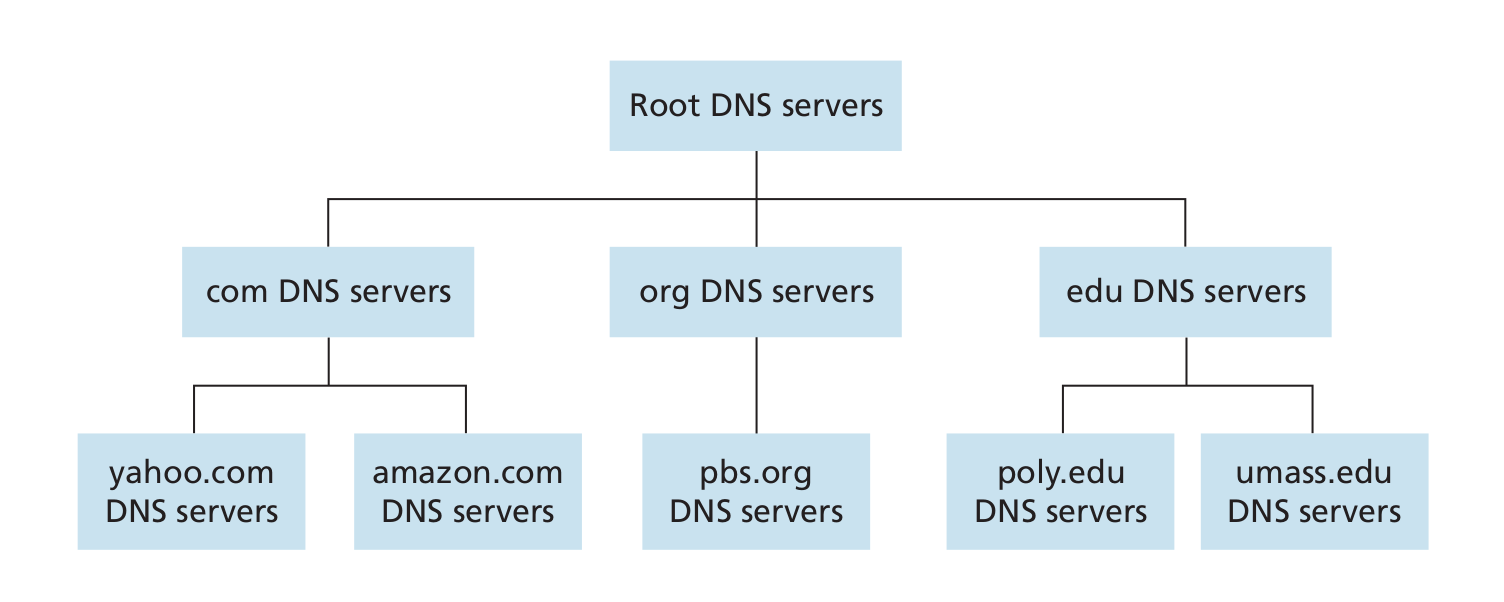 Root DNS servers
com DNS servers
org DNS servers
edu DNS servers
yahoo.com
DNS servers
amazon.com
DNS servers
pbs.org
DNS servers
poly.edu
DNS servers
umass.edu
DNS servers